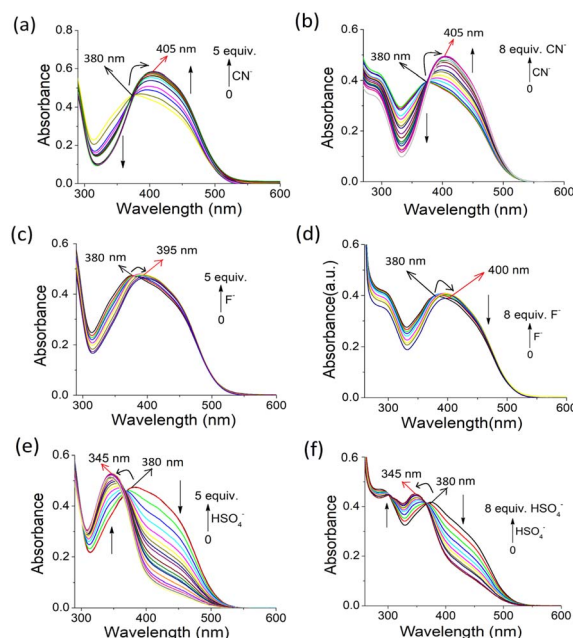 (a)
0.8
0.6
0.4
0.2
0.0
Absorbance
380 nm
405 nm
5 equiv.
CN⁻
0
300 400 500 600
Wavelength (nm)
(b)
0.6
0.4
0.2
0.0
Absorbance
380 nm
405 nm
8 equiv. CN⁻
CN⁻
0
300 400 500 600
Wavelength (nm)
(c)
0.6
0.4
0.2
0.0
Absorbance
380 nm
395 nm
5 equiv.
F⁻
0
300 400 500 600
Wavelength (nm)
(d)
0.6
0.4
0.2
0.0
Absorbance(a.u.)
380 nm
400 nm
8 equiv. F⁻
F⁻
0
300 400 500 600
Wavelength (nm)
(e)
0.6
0.4
0.2
0.0
Absorbance
345 nm
380 nm
5 equiv.
HSO₄⁻
0
300 400 500 600
Wavelength (nm)
(f)
0.6
0.4
0.2
0.0
Absorbance
345 nm
380 nm
8 equiv. HSO₄⁻
HSO₄⁻
0
300 400 500 600
Wavelength (nm)